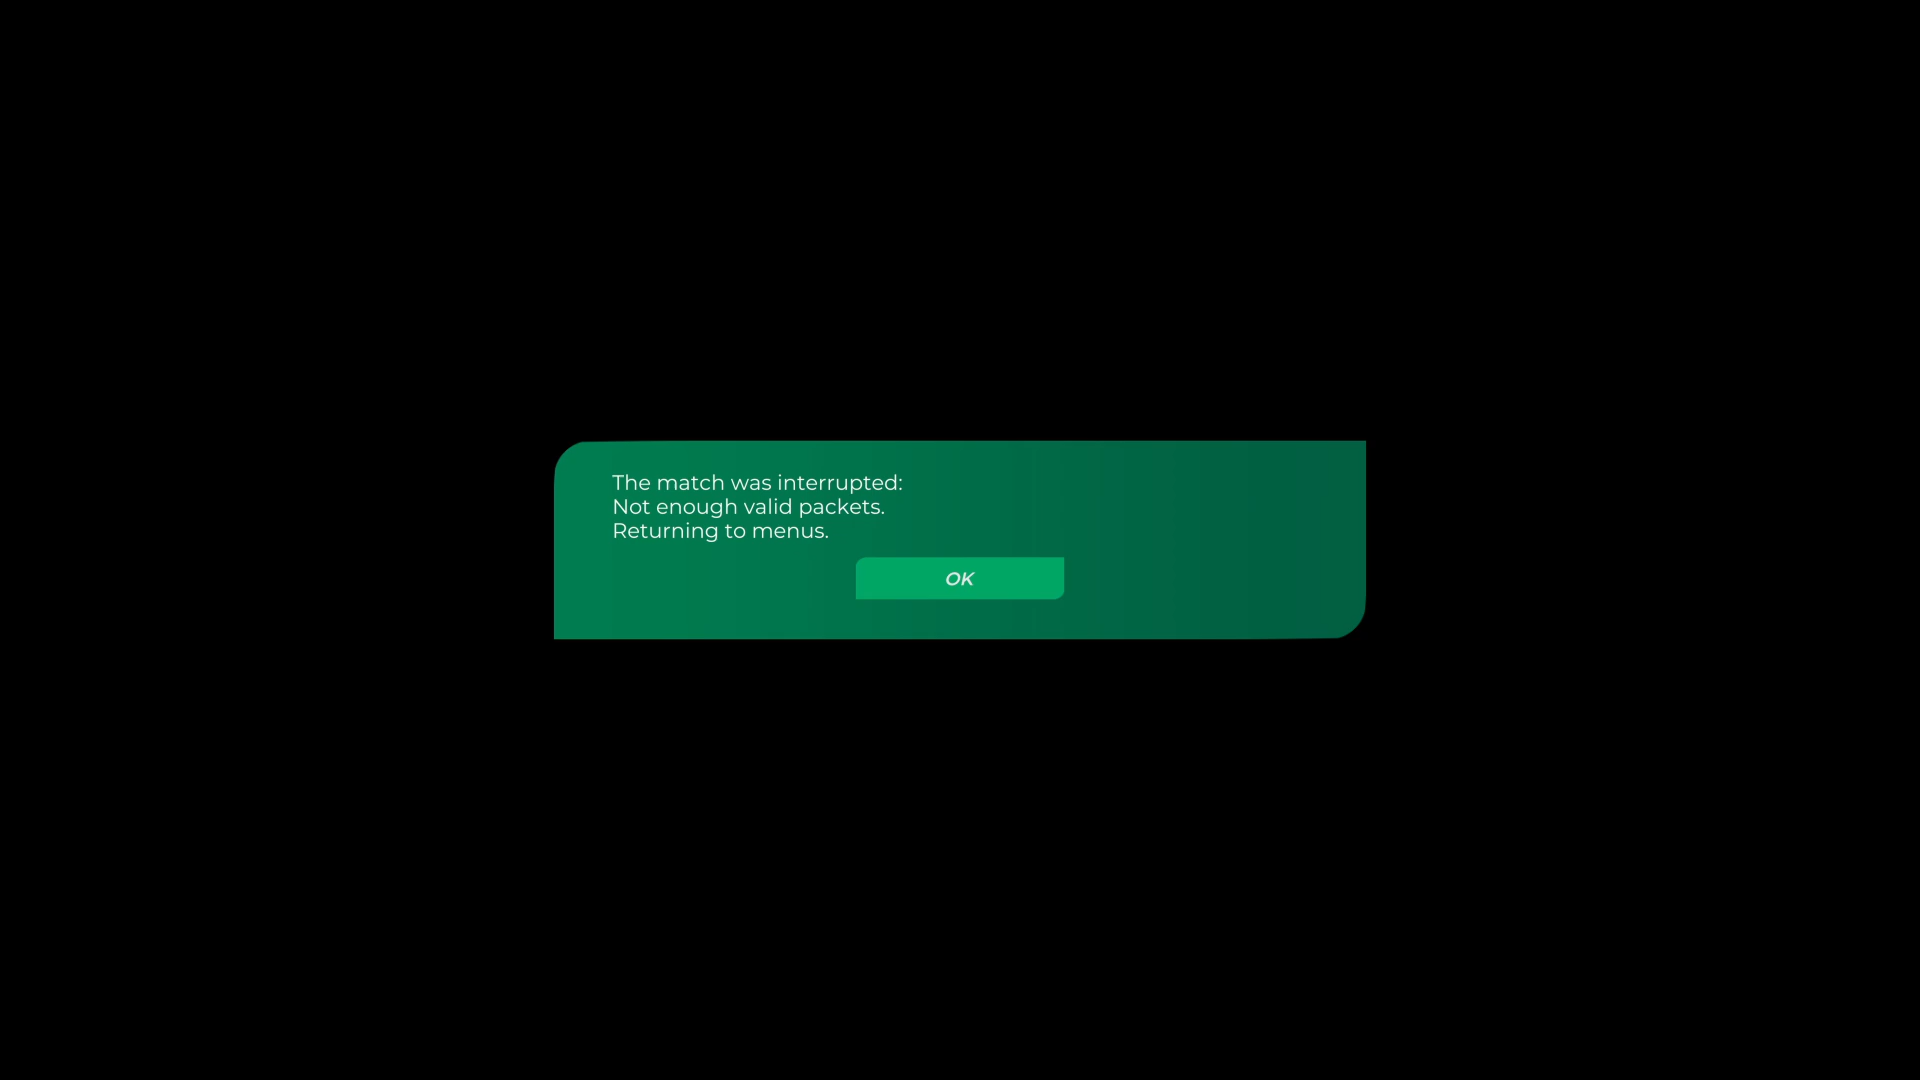 The match was interrupted:
Not enough valid packets.
Returning to menus.
OK